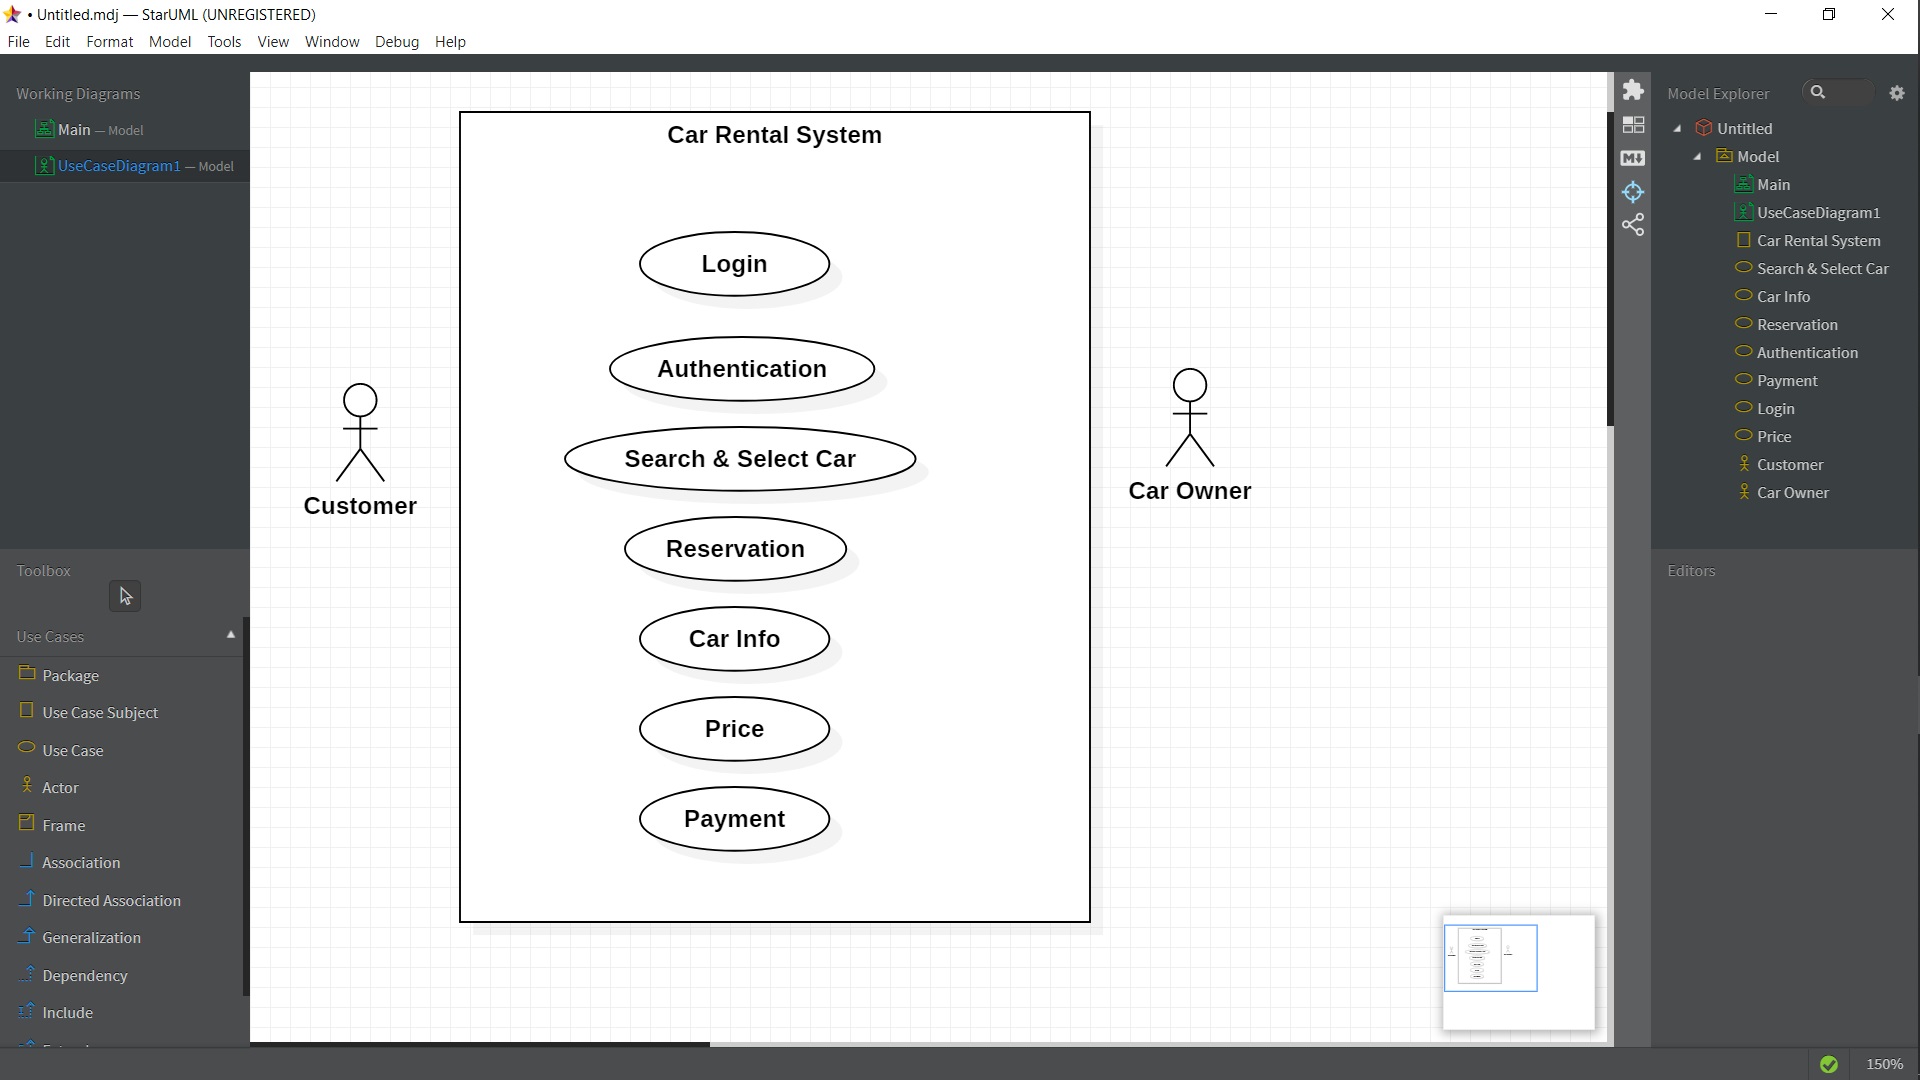 • Untitled.mdj — StarUML (UNREGISTERED)
File Edit Format Model Tools View Window Debug Help
Working Diagrams
Main — Model
UseCaseDiagram1 — Model
Toolbox
Use Cases
Package
Use Case Subject
Use Case
Actor
Frame
Association
Directed Association
Generalization
Dependency
Include
Car Rental System
Login
Authentication
Search & Select Car
Reservation
Car Info
Price
Payment
Customer
Car Owner
M
Model Explorer
Untitled
Model
Main
UseCaseDiagram1
Car Rental System
Search & Select Car
Car Info
Reservation
Authentication
Payment
Login
Price
Customer
Car Owner
Editors
150%